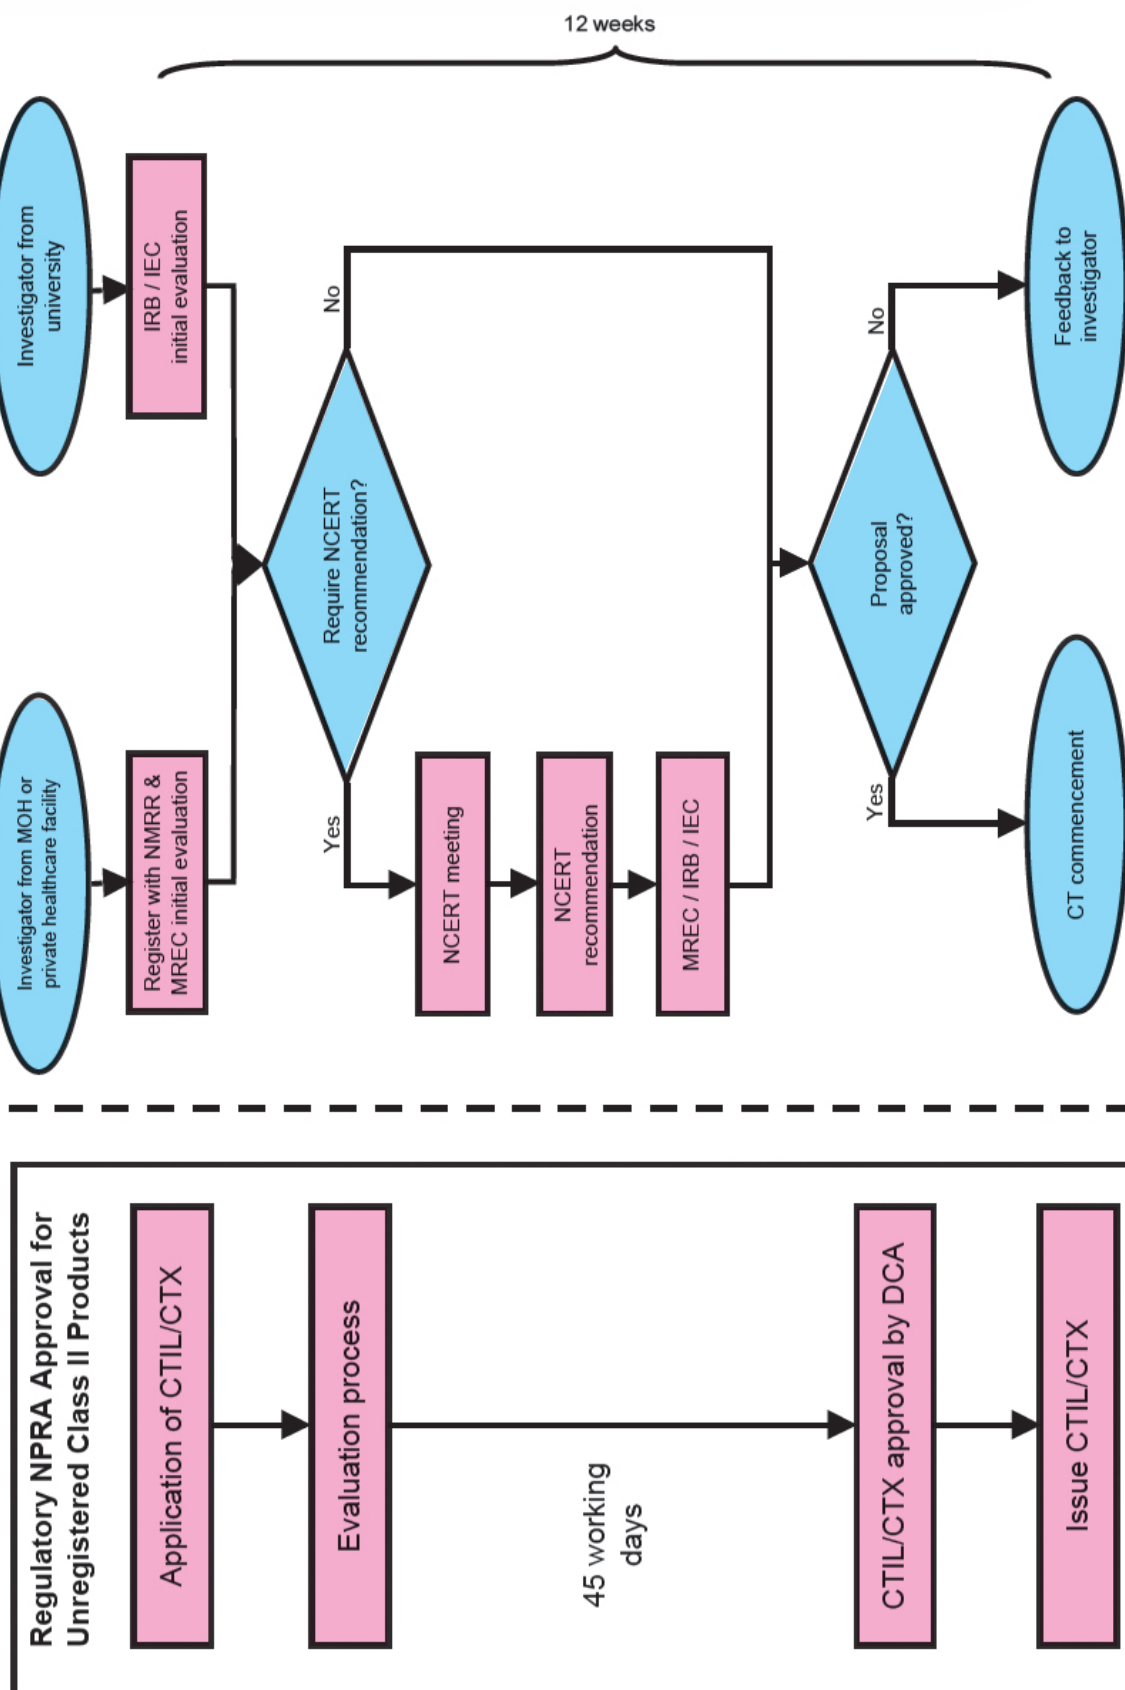 Regulatory NPRA Approval for
Unregistered Class II Products
Application of CTIL/CTX
Evaluation process
45 working
days
CTIL/CTX approval by DCA
Issue CTIL/CTX
Investigator from MOH or
private healthcare facility
Investigator from
university
Register with NMRR &
MREC initial evaluation
IRB / IEC
initial evaluation
Require NCERT
recommendation?
Yes
No
NCERT meeting
NCERT
recommendation
MREC / IRB / IEC
Proposal
approved?
Yes
No
CT commencement
Feedback to
investigator
12 weeks